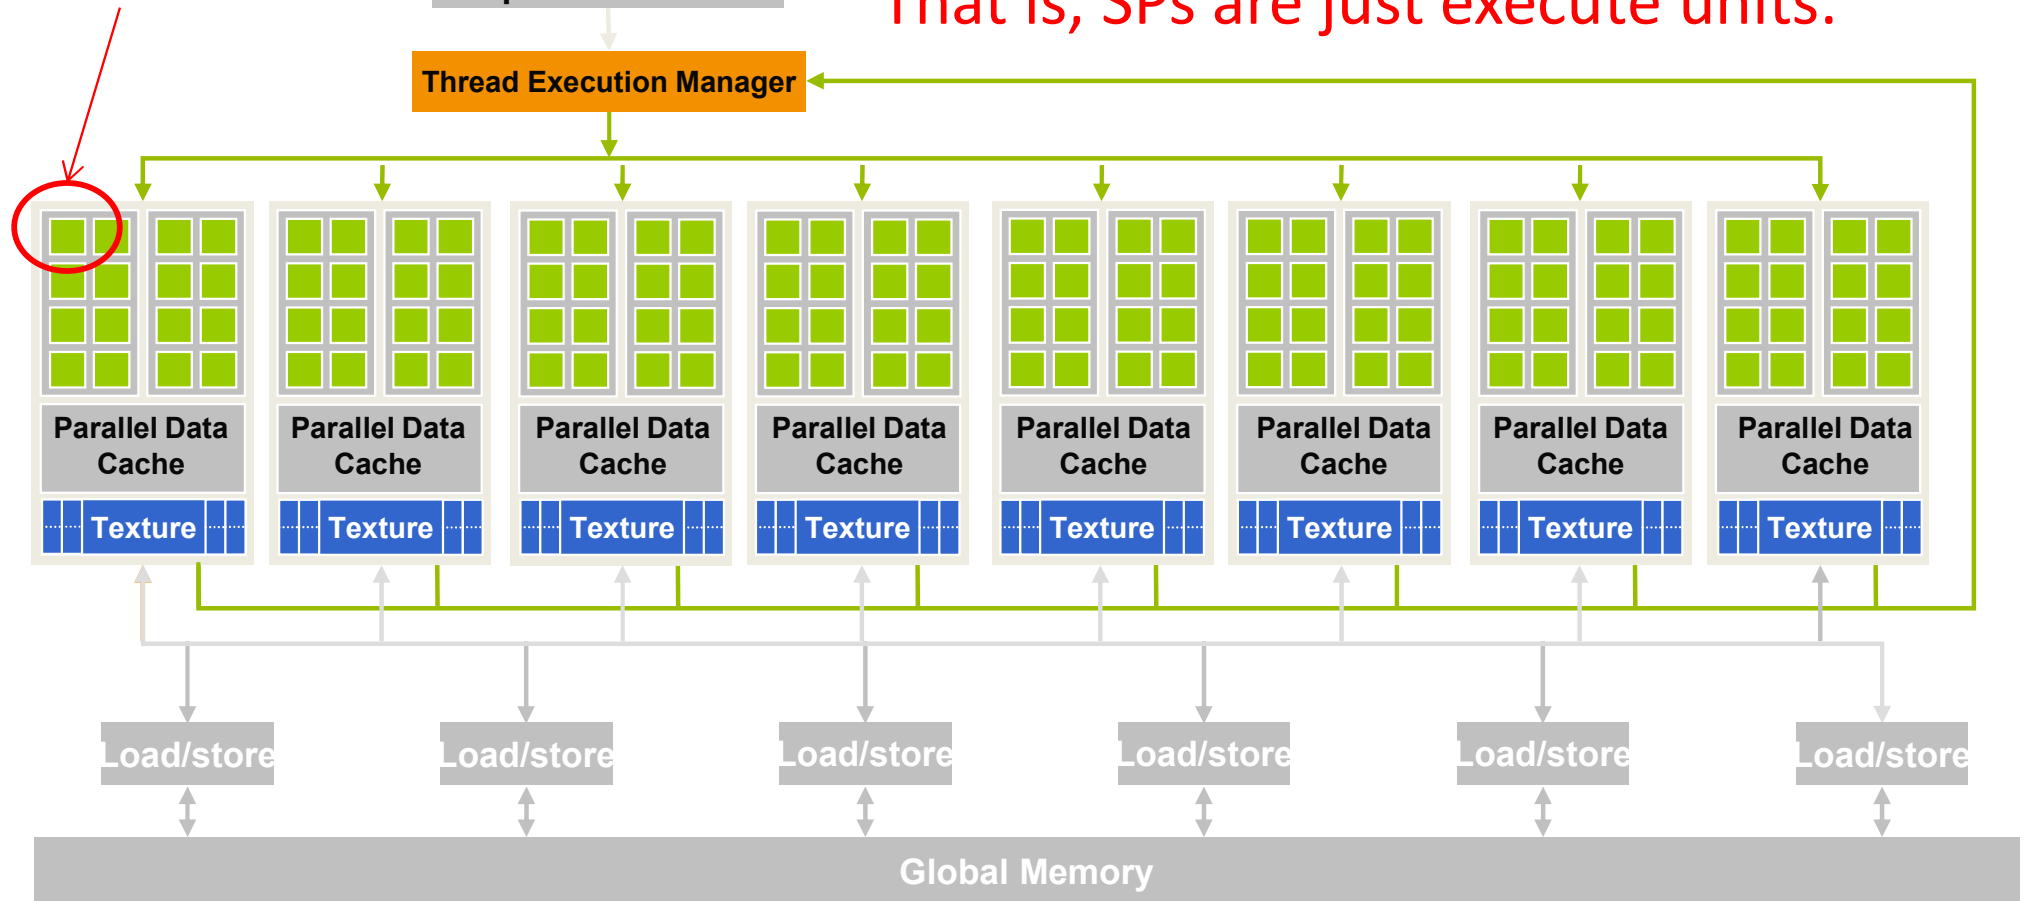 That is, SPs are just execute units.
Thread Execution Manager
Parallel Data
Cache
Texture
Parallel Data
Cache
Texture
Parallel Data
Cache
Texture
Parallel Data
Cache
Texture
Parallel Data
Cache
Texture
Parallel Data
Cache
Texture
Parallel Data
Cache
Texture
Parallel Data
Cache
Texture
Load/store
Load/store
Load/store
Load/store
Load/store
Load/store
Global Memory